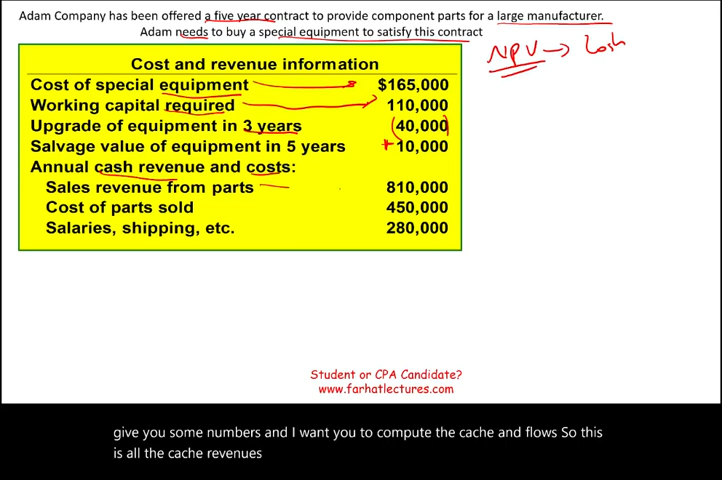 Adam Company has been offered a five year contract to provide component parts for a large manufacturer.
Adam needs to buy a special equipment to satisfy this contract
NPV → Cash
Cost and revenue information
Cost of special equipment $165,000
Working capital required 110,000
Upgrade of equipment in 3 years (40,000)
Salvage value of equipment in 5 years + 10,000
Annual cash revenue and costs:
Sales revenue from parts 810,000
Cost of parts sold 450,000
Salaries, shipping, etc. 280,000
Student or CPA Candidate?
www.farhatlectures.com
give you some numbers and I want you to compute the cache and flows So this
is all the cache revenues